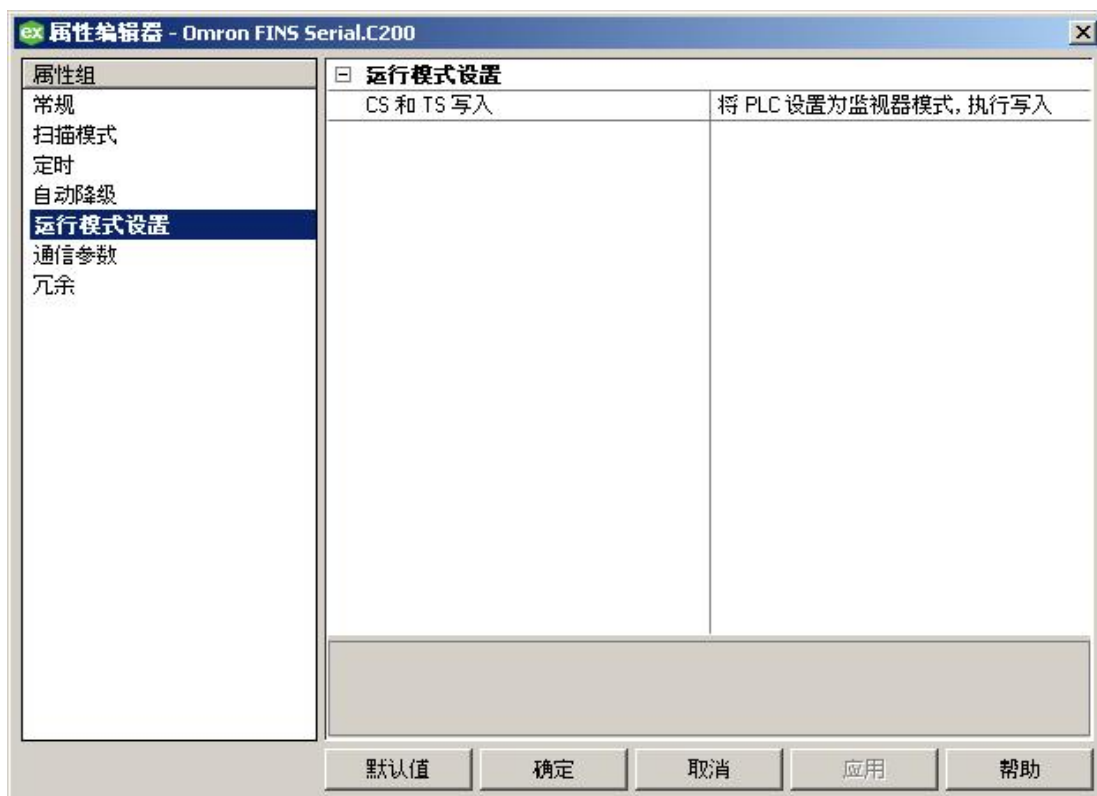 ex 属性编辑器 - Omron FINS Serial.C200
属性组
常规
扫描模式
定时
自动降级
运行模式设置
通信参数
冗余
运行模式设置
CS 和 TS 写入 将 PLC 设置为监视器模式, 执行写入
默认值 确定 取消 应用 帮助